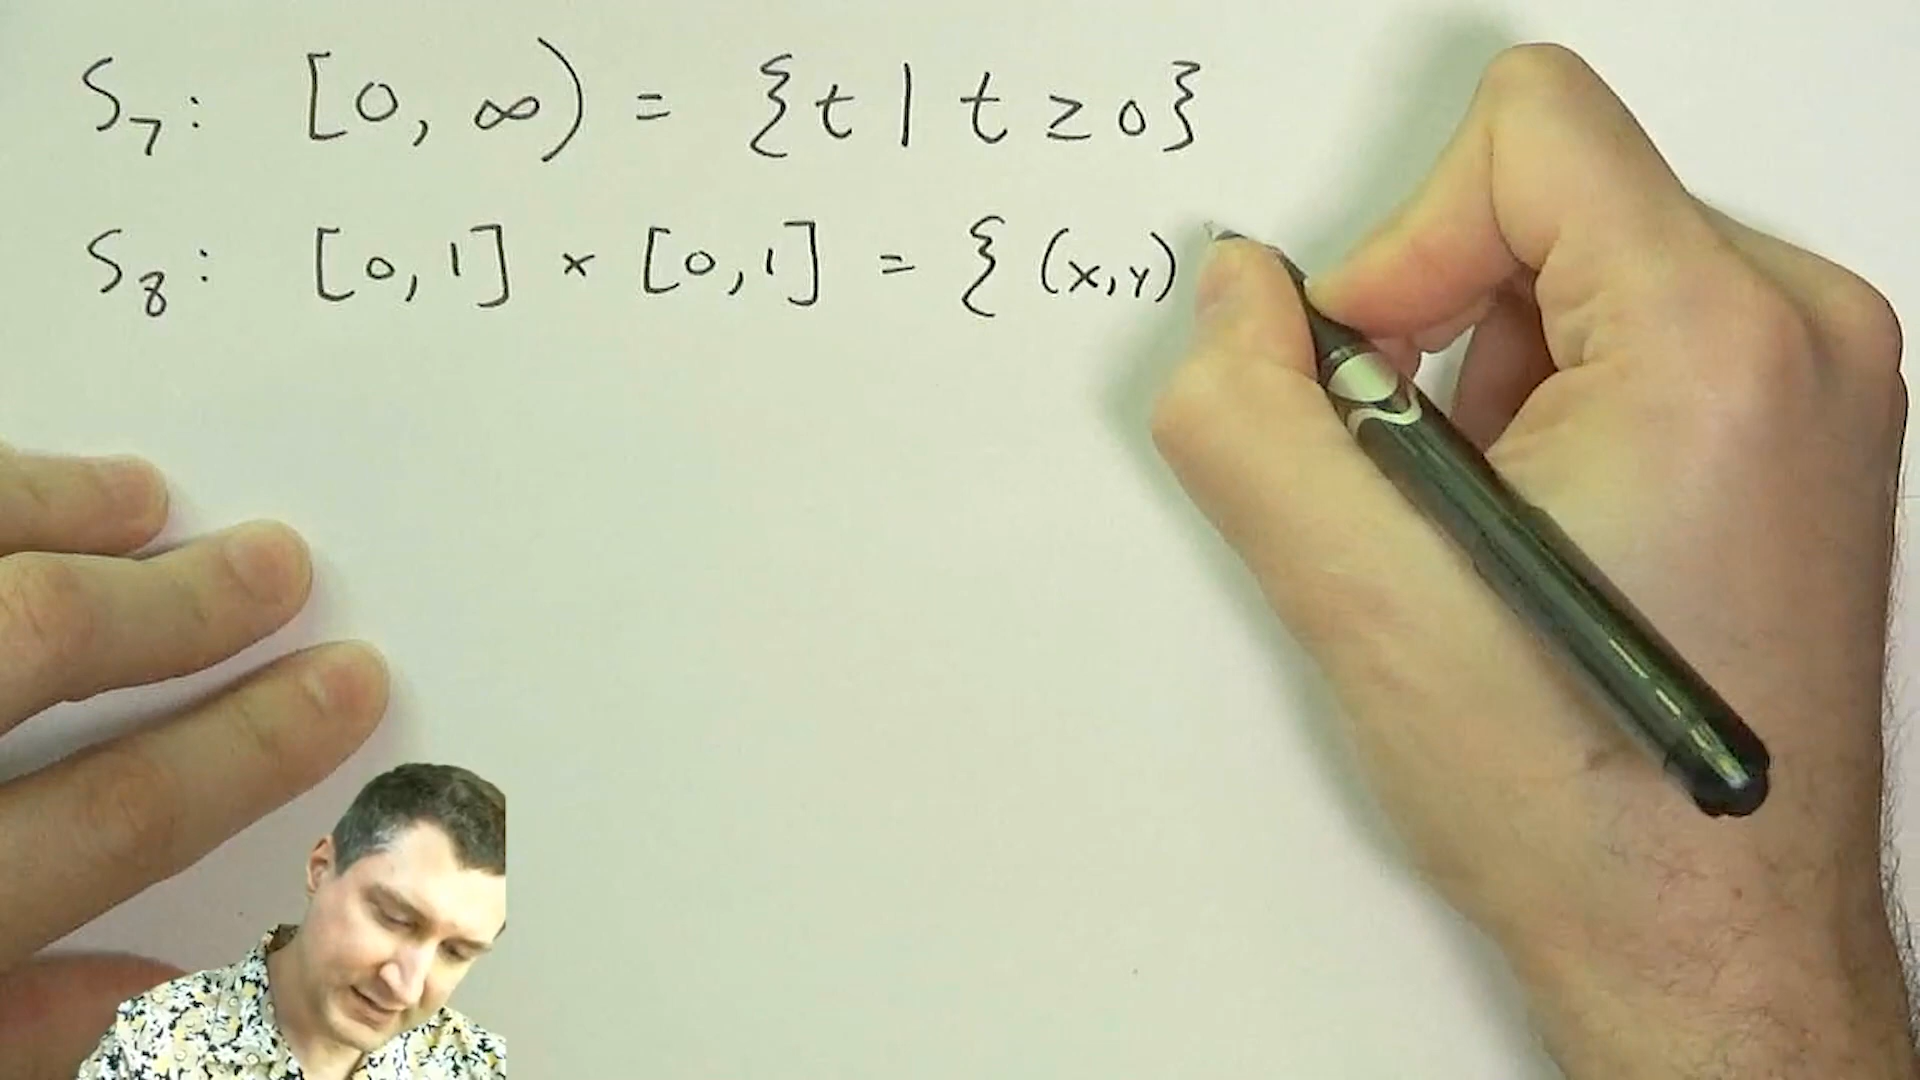 S₇: [0, ∞) = {t | t ≥ 0}
S₈: [0, 1] × [0, 1] = { (x, y)